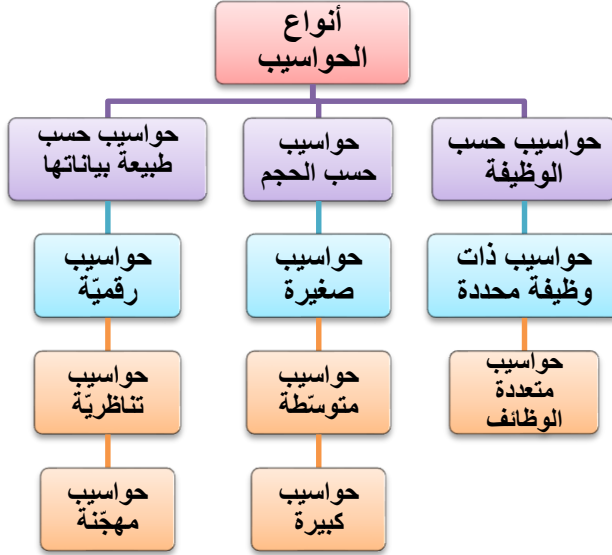 أنواع
الحواسيب
حواسيب حسب
الوظيفة
حواسيب
حسب الحجم
حواسيب حسب
طبيعة بياناتها
حواسيب ذات
وظيفة محددة
حواسيب
صغيرة
حواسيب
رقميّة
حواسيب
متعددة
الوظائف
حواسيب
متوسّطة
حواسيب
تناظريّة
حواسيب
كبيرة
حواسيب
مهجّنة